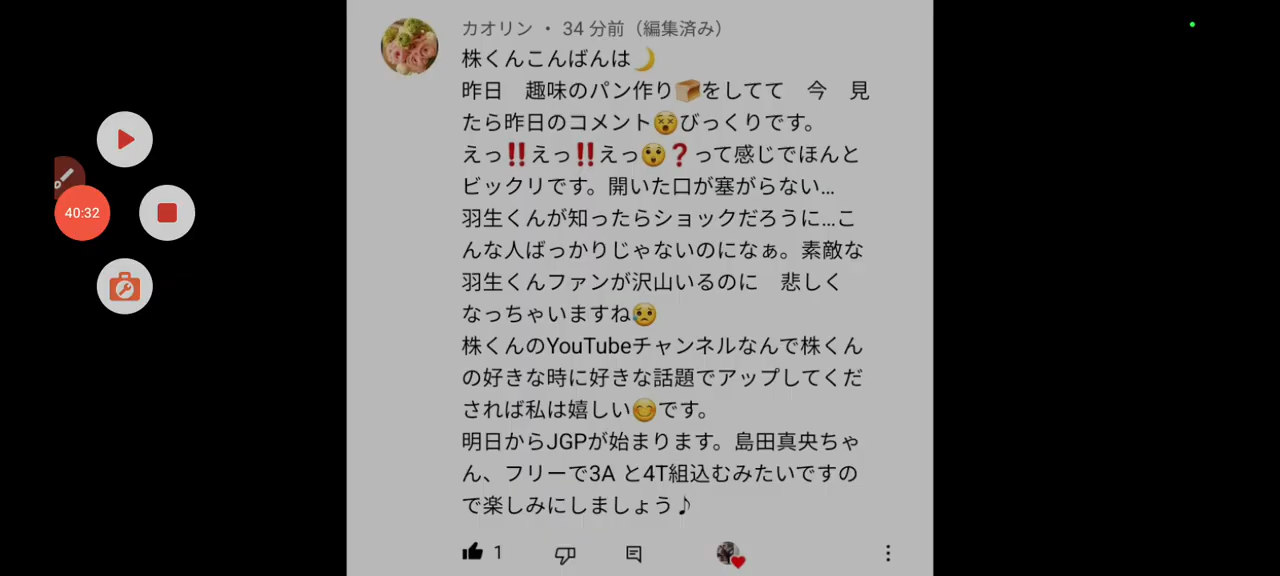 カオリン ・ 34 分前（編集済み）
株くんこんばんは🌙
昨日　趣味のパン作り🍞をしてて　今　見
たら昨日のコメント😵びっくりです。
えっ‼️えっ‼️えっ😲❓って感じでほんと
ビックリです。開いた口が塞がらない…
羽生くんが知ったらショックだろうに…こ
んな人ばっかりじゃないのになぁ。素敵な
羽生くんファンが沢山いるのに　悲しく
なっちゃいますね😢
株くんのYouTubeチャンネルなんで株くん
の好きな時に好きな話題でアップしてくだ
されば私は嬉しい😊です。
明日からJGPが始まります。島田真央ちゃ
ん、フリーで3A と4T組込むみたいですの
で楽しみにしましょう♪
1
40:32